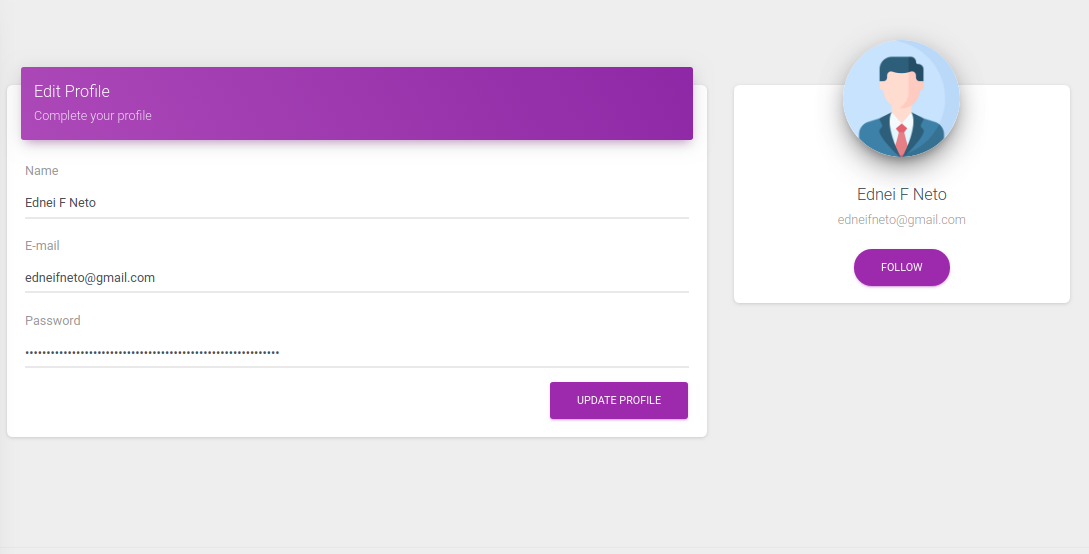 Edit Profile
Complete your profile
Name
Ednei F Neto
E-mail
edneifneto@gmail.com
Password
Ednei F Neto
edneifneto@gmail.com
FOLLOW
UPDATE PROFILE